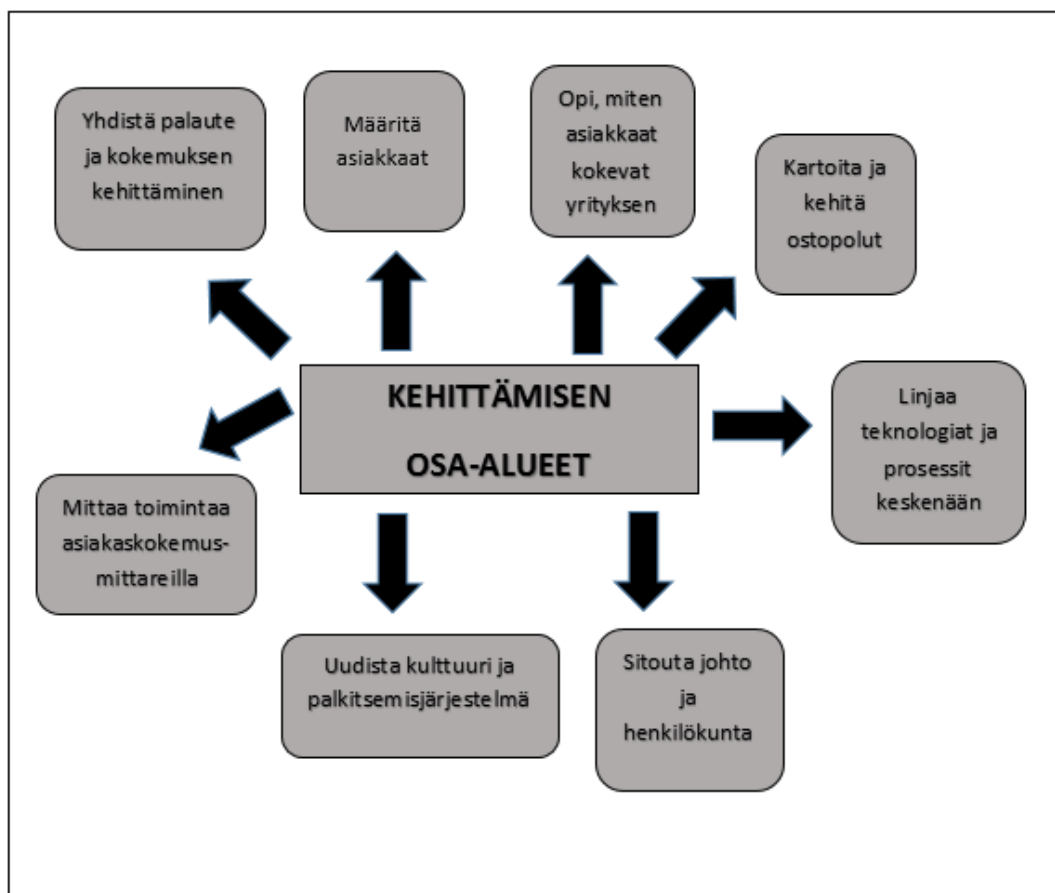 Yhdistä palaute
ja kokemuksen
kehittäminen
Määritä
asiakkaat
Opi, miten
asiakkaat
kokevat
yrityksen
Kartoita ja
kehitä
ostopolut
KEHITTÄMISEN
OSA-ALUEET
Linjaa
teknologiat ja
prosessit
keskenään
Mittaa toimintaa
asiakaskokemus-
mittareilla
Uudista kulttuuri ja
palkitsemisjärjestelmä
Sitouta johto
ja
henkilökunta